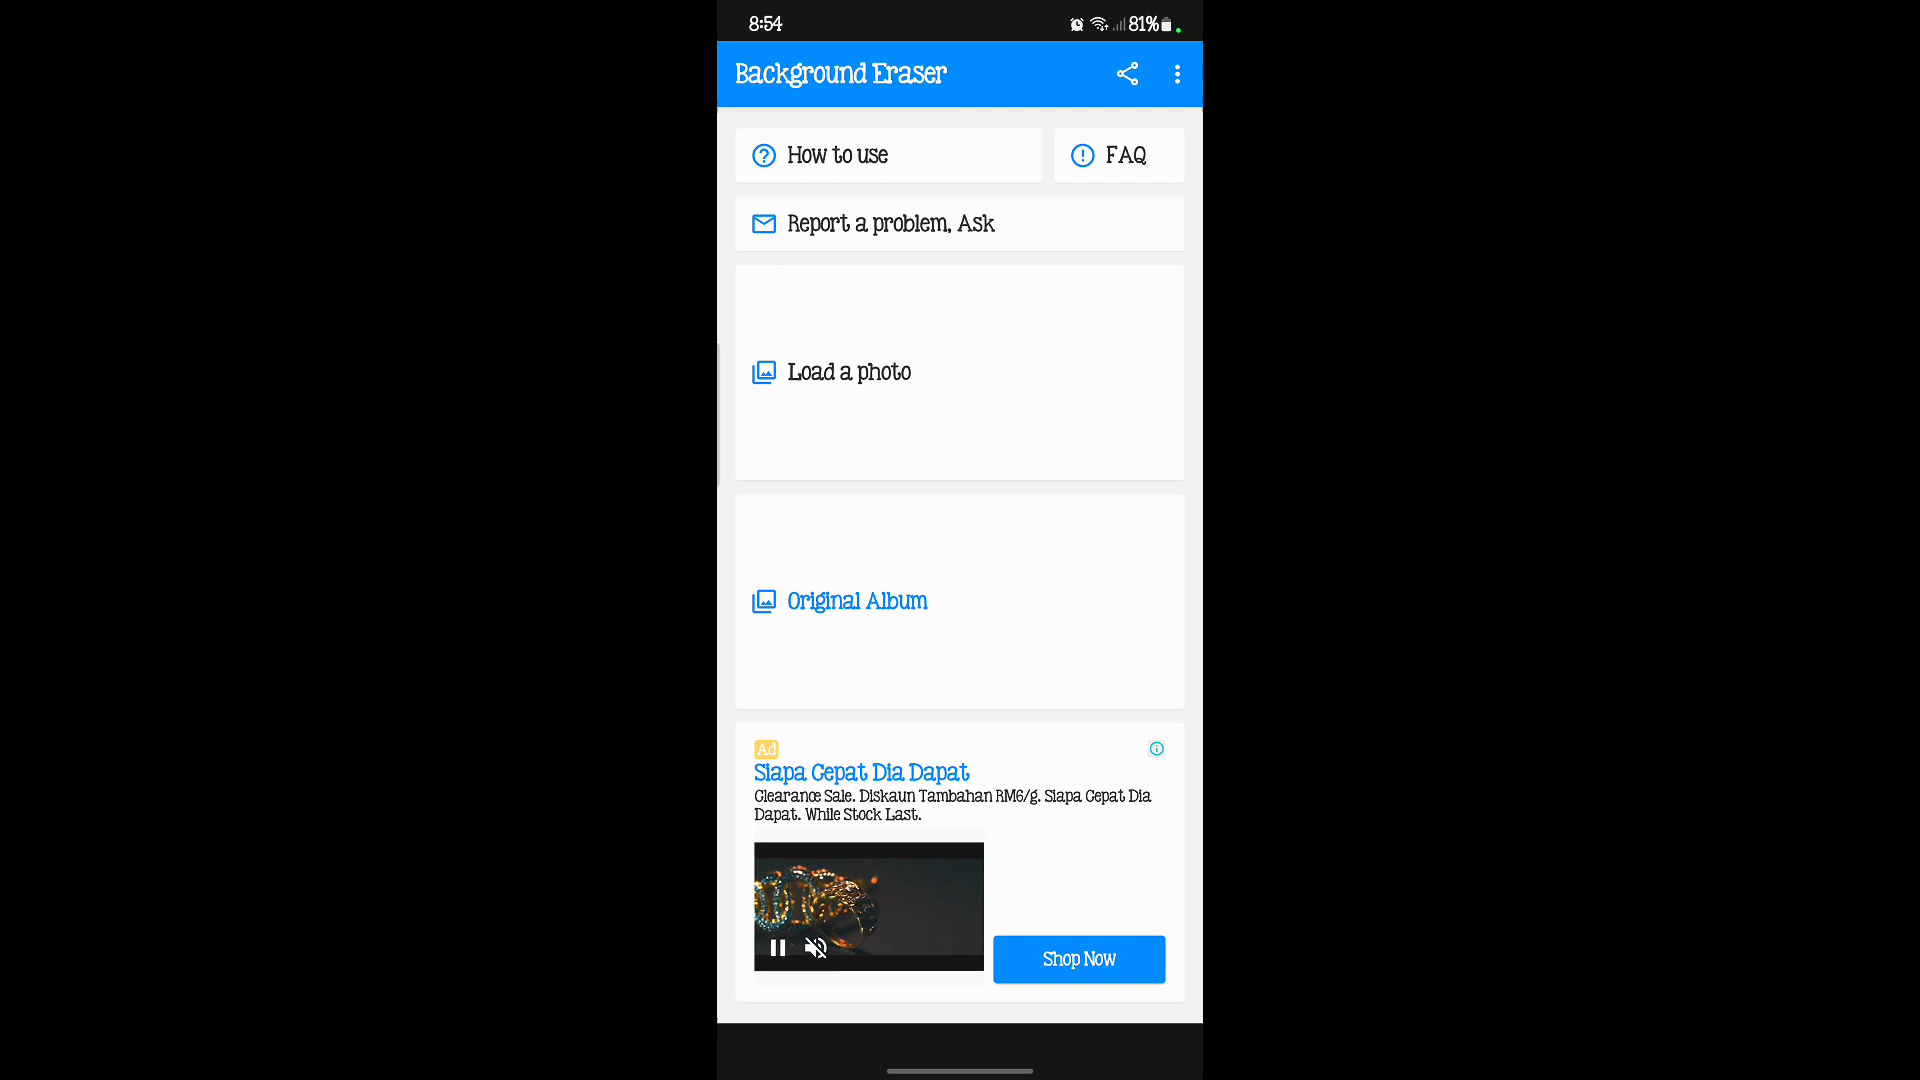 8:54
81%
Background Eraser
How to use
FAQ
Report a problem, Ask
Load a photo
Original Album
Ad
Siapa Cepat Dia Dapat
Clearance Sale. Diskaun Tambahan RM6/g. Siapa Cepat Dia
Dapat. While Stock Last.
Shop Now